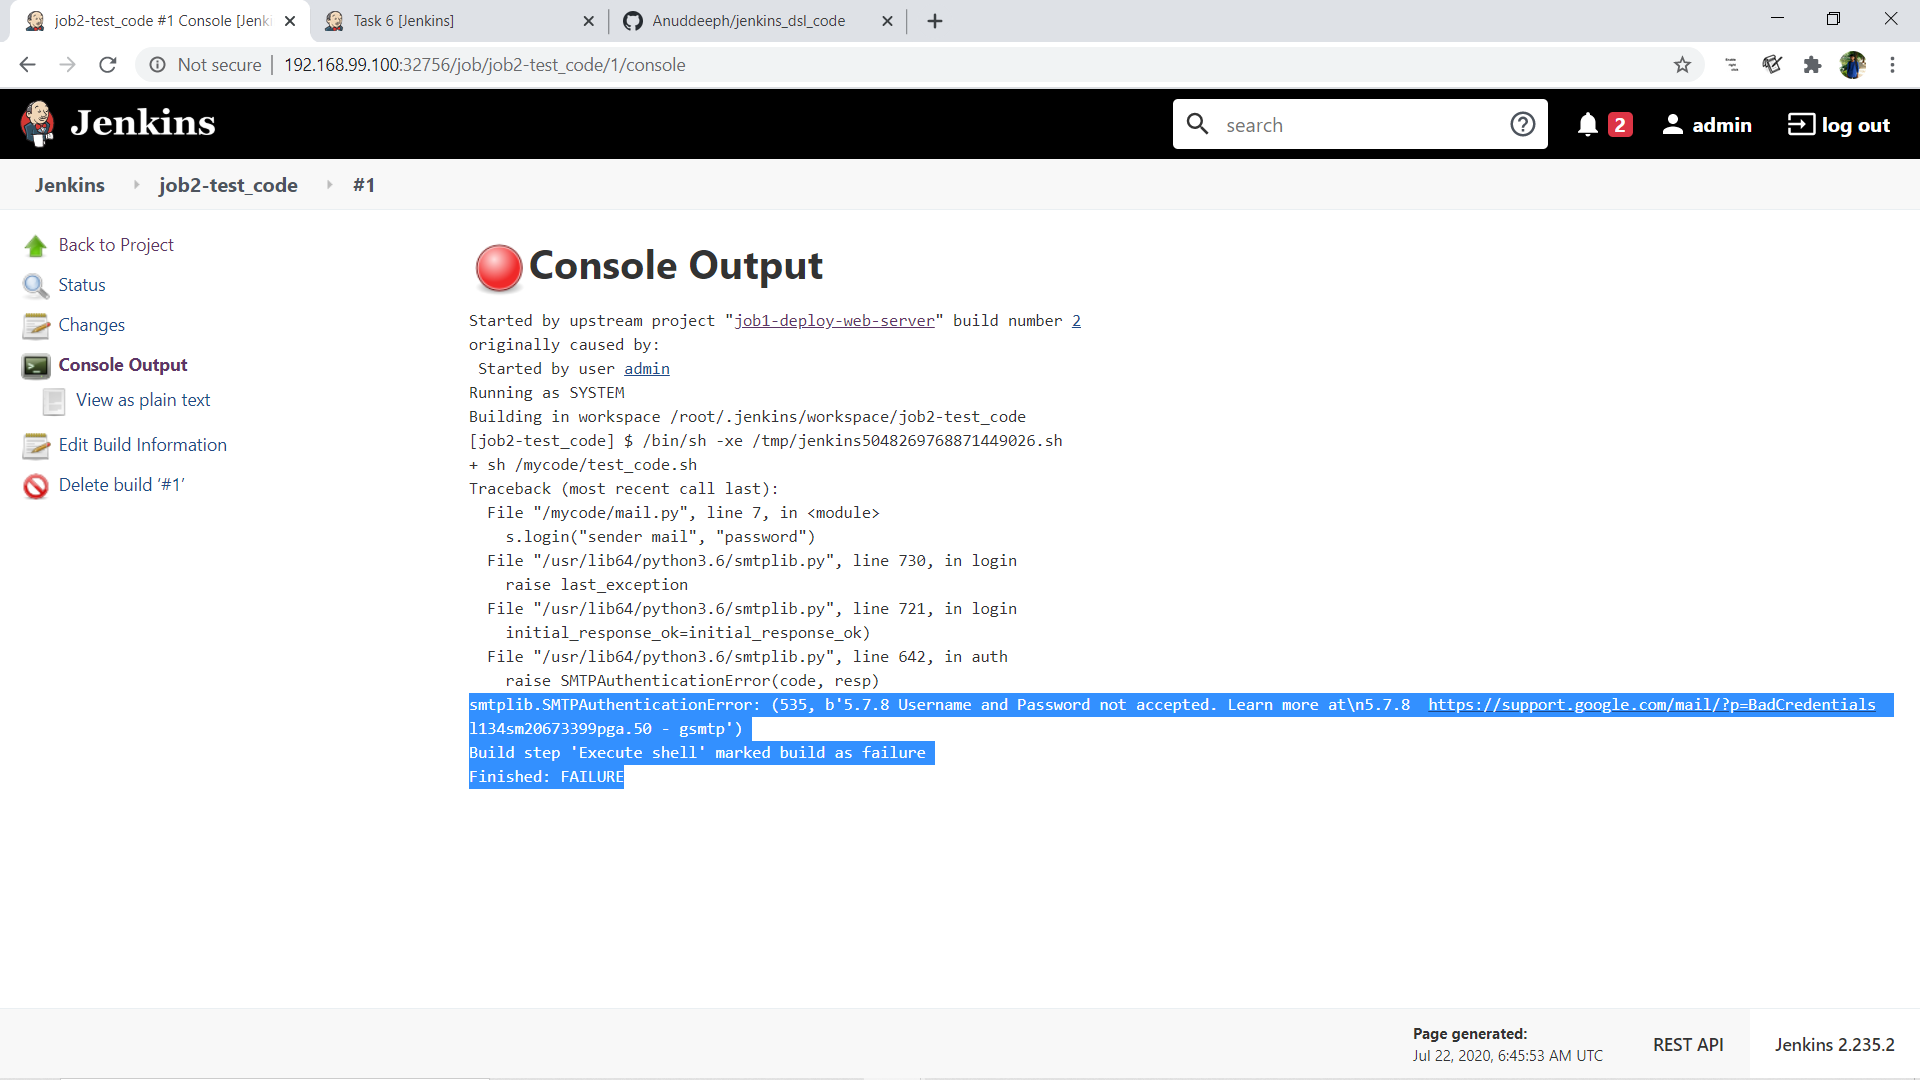 job2-test_code #1 Console [Jenki
Task 6 [Jenkins]
Anuddeeph/jenkins_dsl_code
Not secure | 192.168.99.100:32756/job/job2-test_code/1/console
Jenkins
search
2
admin
log out
Jenkins
job2-test_code
#1
Back to Project
Status
Changes
Console Output
View as plain text
Edit Build Information
Delete build ‘#1’
Console Output
Started by upstream project "job1-deploy-web-server" build number 2
originally caused by:
Started by user admin
Running as SYSTEM
Building in workspace /root/.jenkins/workspace/job2-test_code
[job2-test_code] $ /bin/sh -xe /tmp/jenkins5048269768871449026.sh
+ sh /mycode/test_code.sh
Traceback (most recent call last):
File "/mycode/mail.py", line 7, in <module>
s.login("sender mail", "password")
File "/usr/lib64/python3.6/smtplib.py", line 730, in login
raise last_exception
File "/usr/lib64/python3.6/smtplib.py", line 721, in login
initial_response_ok=initial_response_ok)
File "/usr/lib64/python3.6/smtplib.py", line 642, in auth
raise SMTPAuthenticationError(code, resp)
smtplib.SMTPAuthenticationError: (535, b'5.7.8 Username and Password not accepted. Learn more at\n5.7.8  https://support.google.com/mail/?p=BadCredentials
l134sm20673399pga.50 - gsmtp')
Build step 'Execute shell' marked build as failure
Finished: FAILURE
Page generated:
Jul 22, 2020, 6:45:53 AM UTC
REST API
Jenkins 2.235.2